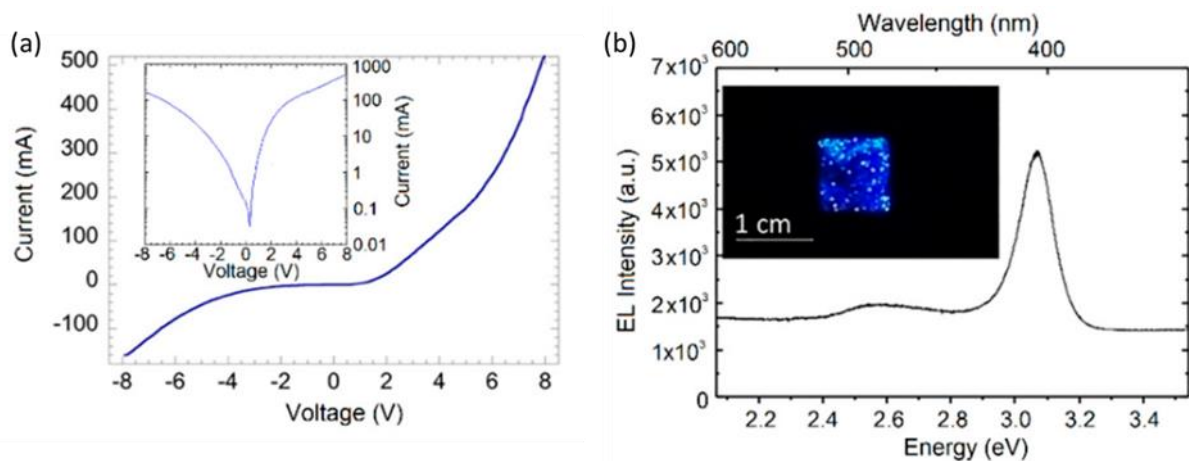 (a)
500
400
300
200
100
0
-100
Current (mA)
-8 -6 -4 -2 0 2 4 6 8
Voltage (V)
1000
100
10
1
0.1
0.01
Current (mA)
-8 -6 -4 -2 0 2 4 6 8
Voltage (V)
(b)
Wavelength (nm)
600 500 400
7x10³
6x10³
5x10³
4x10³
3x10³
2x10³
1x10³
0
EL Intensity (a.u.)
1 cm
2.2 2.4 2.6 2.8 3.0 3.2 3.4
Energy (eV)